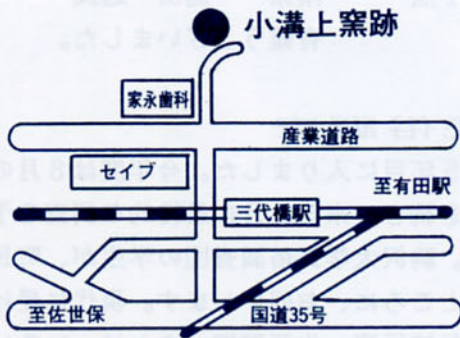 小溝上窯跡
家永歯科
産業道路
セイブ
至有田駅
三代橋駅
至佐世保
国道35号